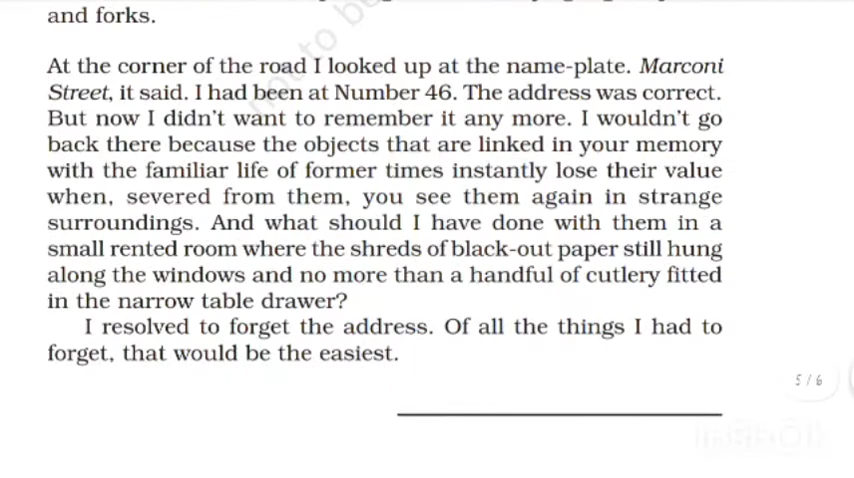 and forks.
At the corner of the road I looked up at the name-plate. Marconi
Street, it said. I had been at Number 46. The address was correct.
But now I didn't want to remember it any more. I wouldn't go
back there because the objects that are linked in your memory
with the familiar life of former times instantly lose their value
when, severed from them, you see them again in strange
surroundings. And what should I have done with them in a
small rented room where the shreds of black-out paper still hung
along the windows and no more than a handful of cutlery fitted
in the narrow table drawer?
I resolved to forget the address. Of all the things I had to
forget, that would be the easiest.
5 / 6
not to be